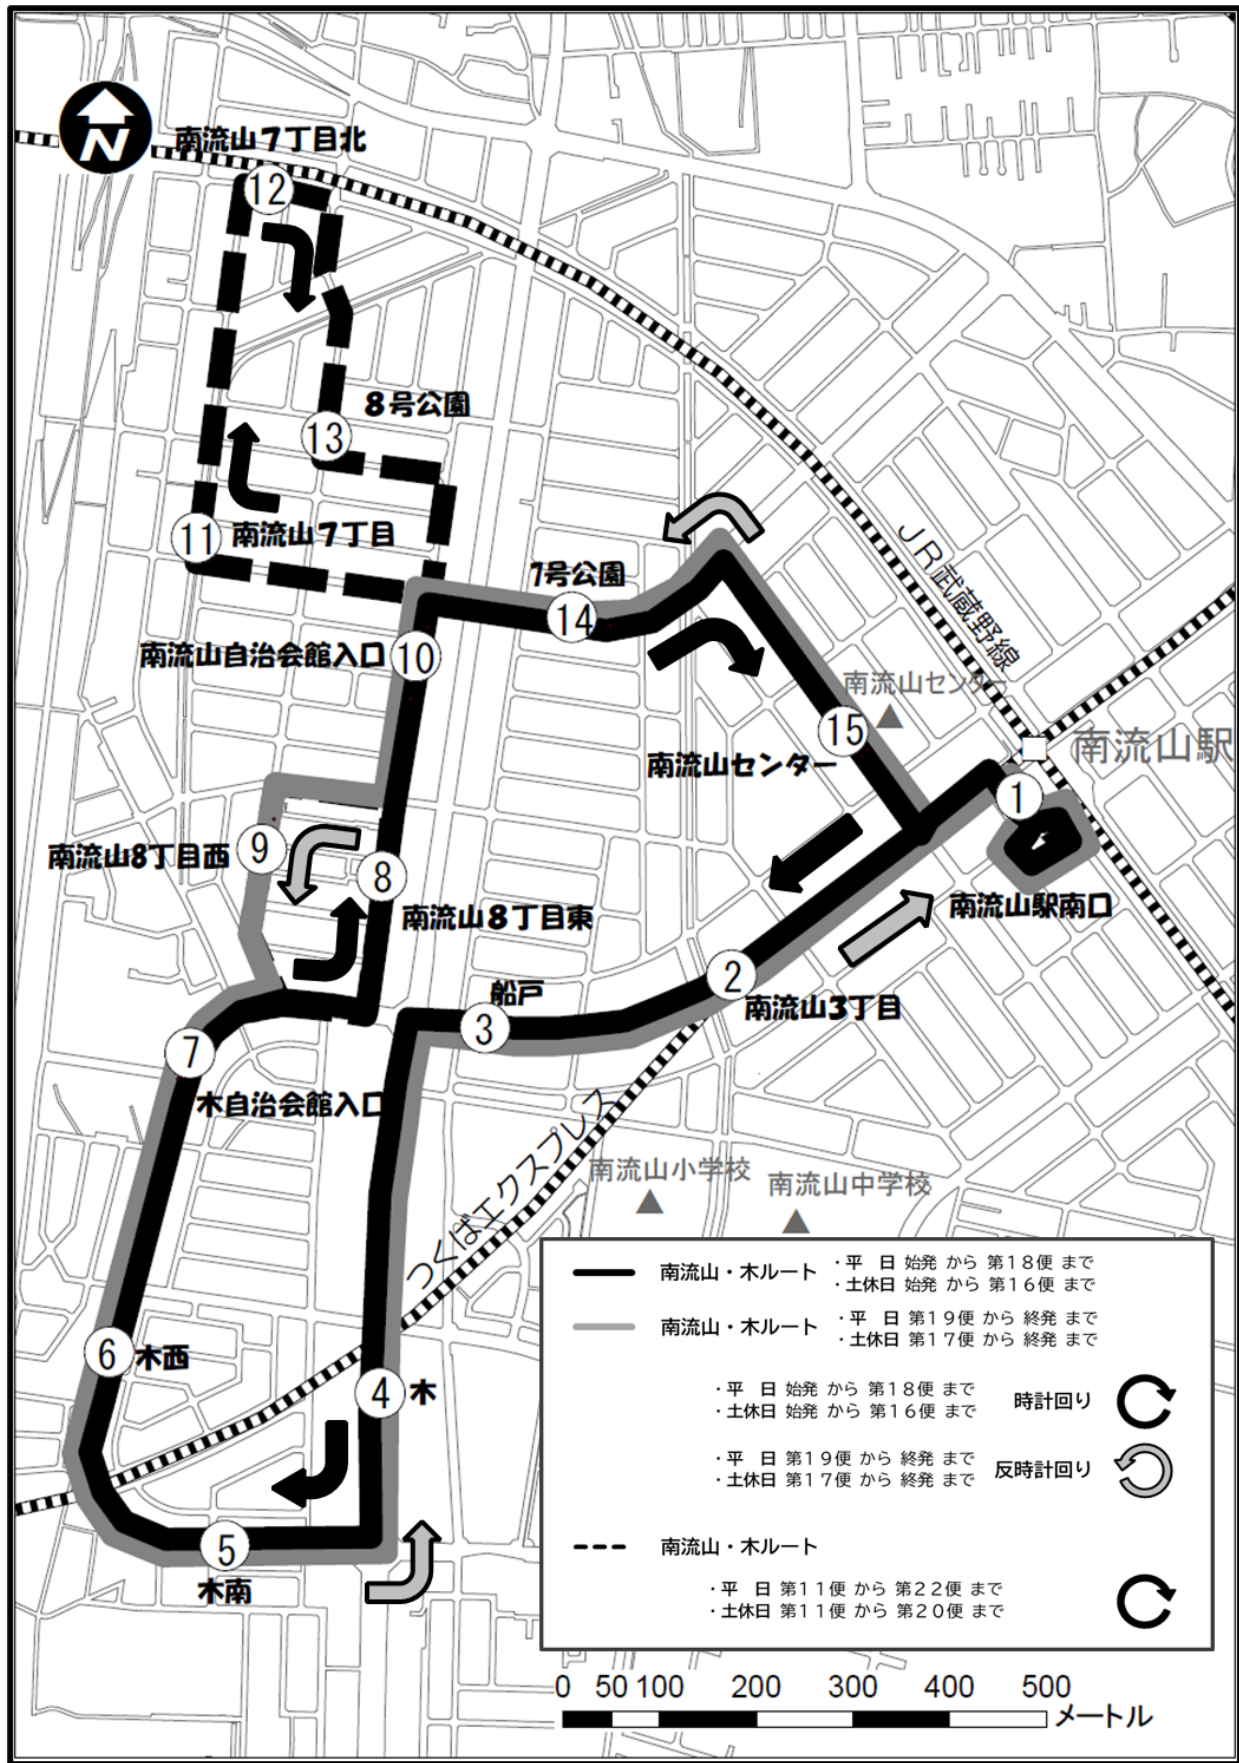 N
南流山7丁目北
12
8号公園
13
11
南流山7丁目
7号公園
14
JR武蔵野線
南流山自治会館入口
10
南流山センター
15
南流山センター
南流山駅
1
南流山8丁目西
9
8
南流山8丁目東
南流山駅南口
2
南流山3丁目
船戸
3
7
木自治会館入口
つくばエクスプレス
南流山小学校
南流山中学校
6
木西
4
木
5
木南
南流山・木ルート
・平 日 始発 から 第18便 まで
・土休日 始発 から 第16便 まで
南流山・木ルート
・平 日 第19便 から 終発 まで
・土休日 第17便 から 終発 まで
・平 日 始発 から 第18便 まで
・土休日 始発 から 第16便 まで
時計回り
・平 日 第19便 から 終発 まで
・土休日 第17便 から 終発 まで
反時計回り
南流山・木ルート
・平 日 第11便 から 第22便 まで
・土休日 第11便 から 第20便 まで
0 50 100 200 300 400 500
メートル